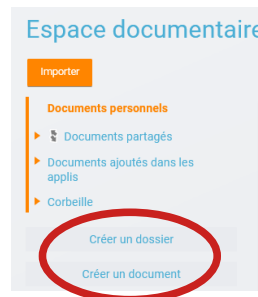 Espace documentaire
Importer
Documents personnels
Documents partagés
Documents ajoutés dans les
applis
Corbeille
Créer un dossier
Créer un document